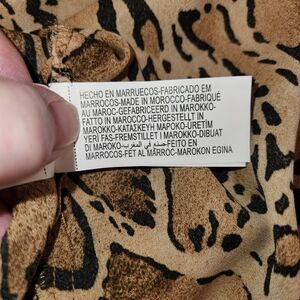 HECHO EN MARRUECOS-FABRICADO EM
MARROCOS-MADE IN MOROCCO-FABRIQUÉ
AU MAROC-GEFABRICEERD IN MAROKKO-
FATTO IN MAROCCO-HERGESTELLT IN
MAROKKO-ΚΑΤΑΣΚΕΥΗ ΜΑΡΟΚΟ-ÜRETİM
YERİ FAS-FREMSTILLET I MAROKKO-DIBUAT
DI MAROKO-صنع في المغرب-FEITO EN
MARROCOS-FET AL MARROC-MAROKON EGINA